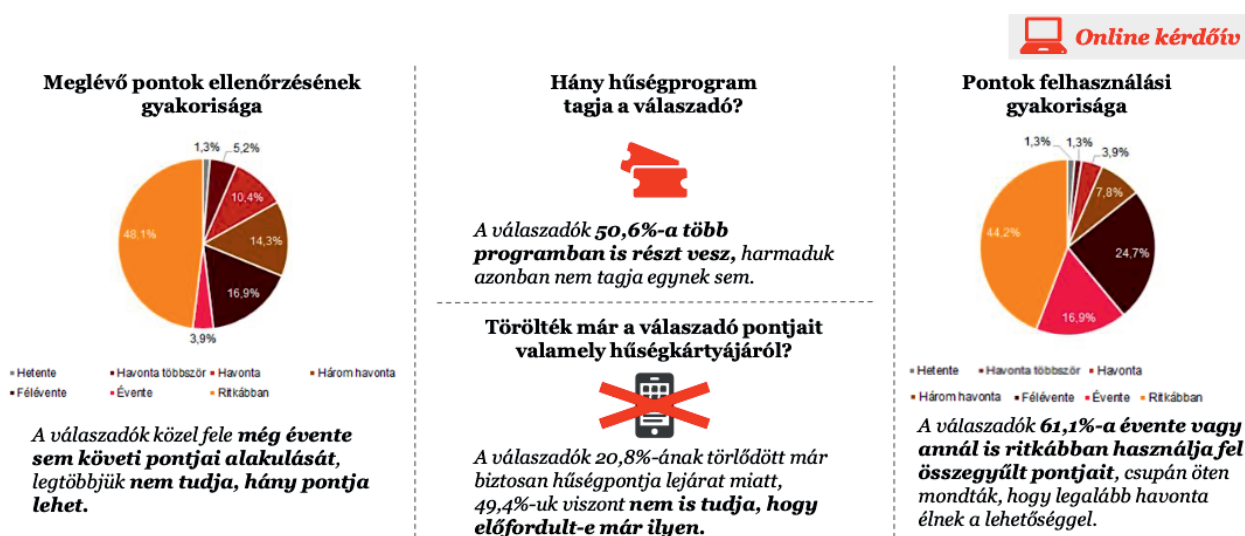 Online kérdőív
Meglévő pontok ellenőrzésének
gyakorisága
1,3%
5,2%
10,4%
14,3%
16,9%
3,9%
48,1%
Hetente
Havonta többször
Havonta
Három havonta
Félévente
Évente
Ritkábban
A válaszadók közel fele még évente
sem követi pontjai alakulását,
legtöbbjük nem tudja, hány pontja
lehet.
Hány hűségprogram
tagja a válaszadó?
A válaszadók 50,6%-a több
programban is részt vesz, harmaduk
azonban nem tagja egynek sem.
Törölték már a válaszadó pontjait
valamely hűségkártyájáról?
A válaszadók 20,8%-ának törlődött már
biztosan hűségpontja lejárat miatt,
49,4%-uk viszont nem is tudja, hogy
előfordult-e már ilyen.
Pontok felhasználási
gyakorisága
1,3%
1,3%
3,9%
7,8%
24,7%
16,9%
44,2%
Hetente
Havonta többször
Havonta
Három havonta
Félévente
Évente
Ritkábban
A válaszadók 61,1%-a évente vagy
annál is ritkábban használja fel
összegyűlt pontjait, csupán öten
mondták, hogy legalább havonta
élnek a lehetőséggel.